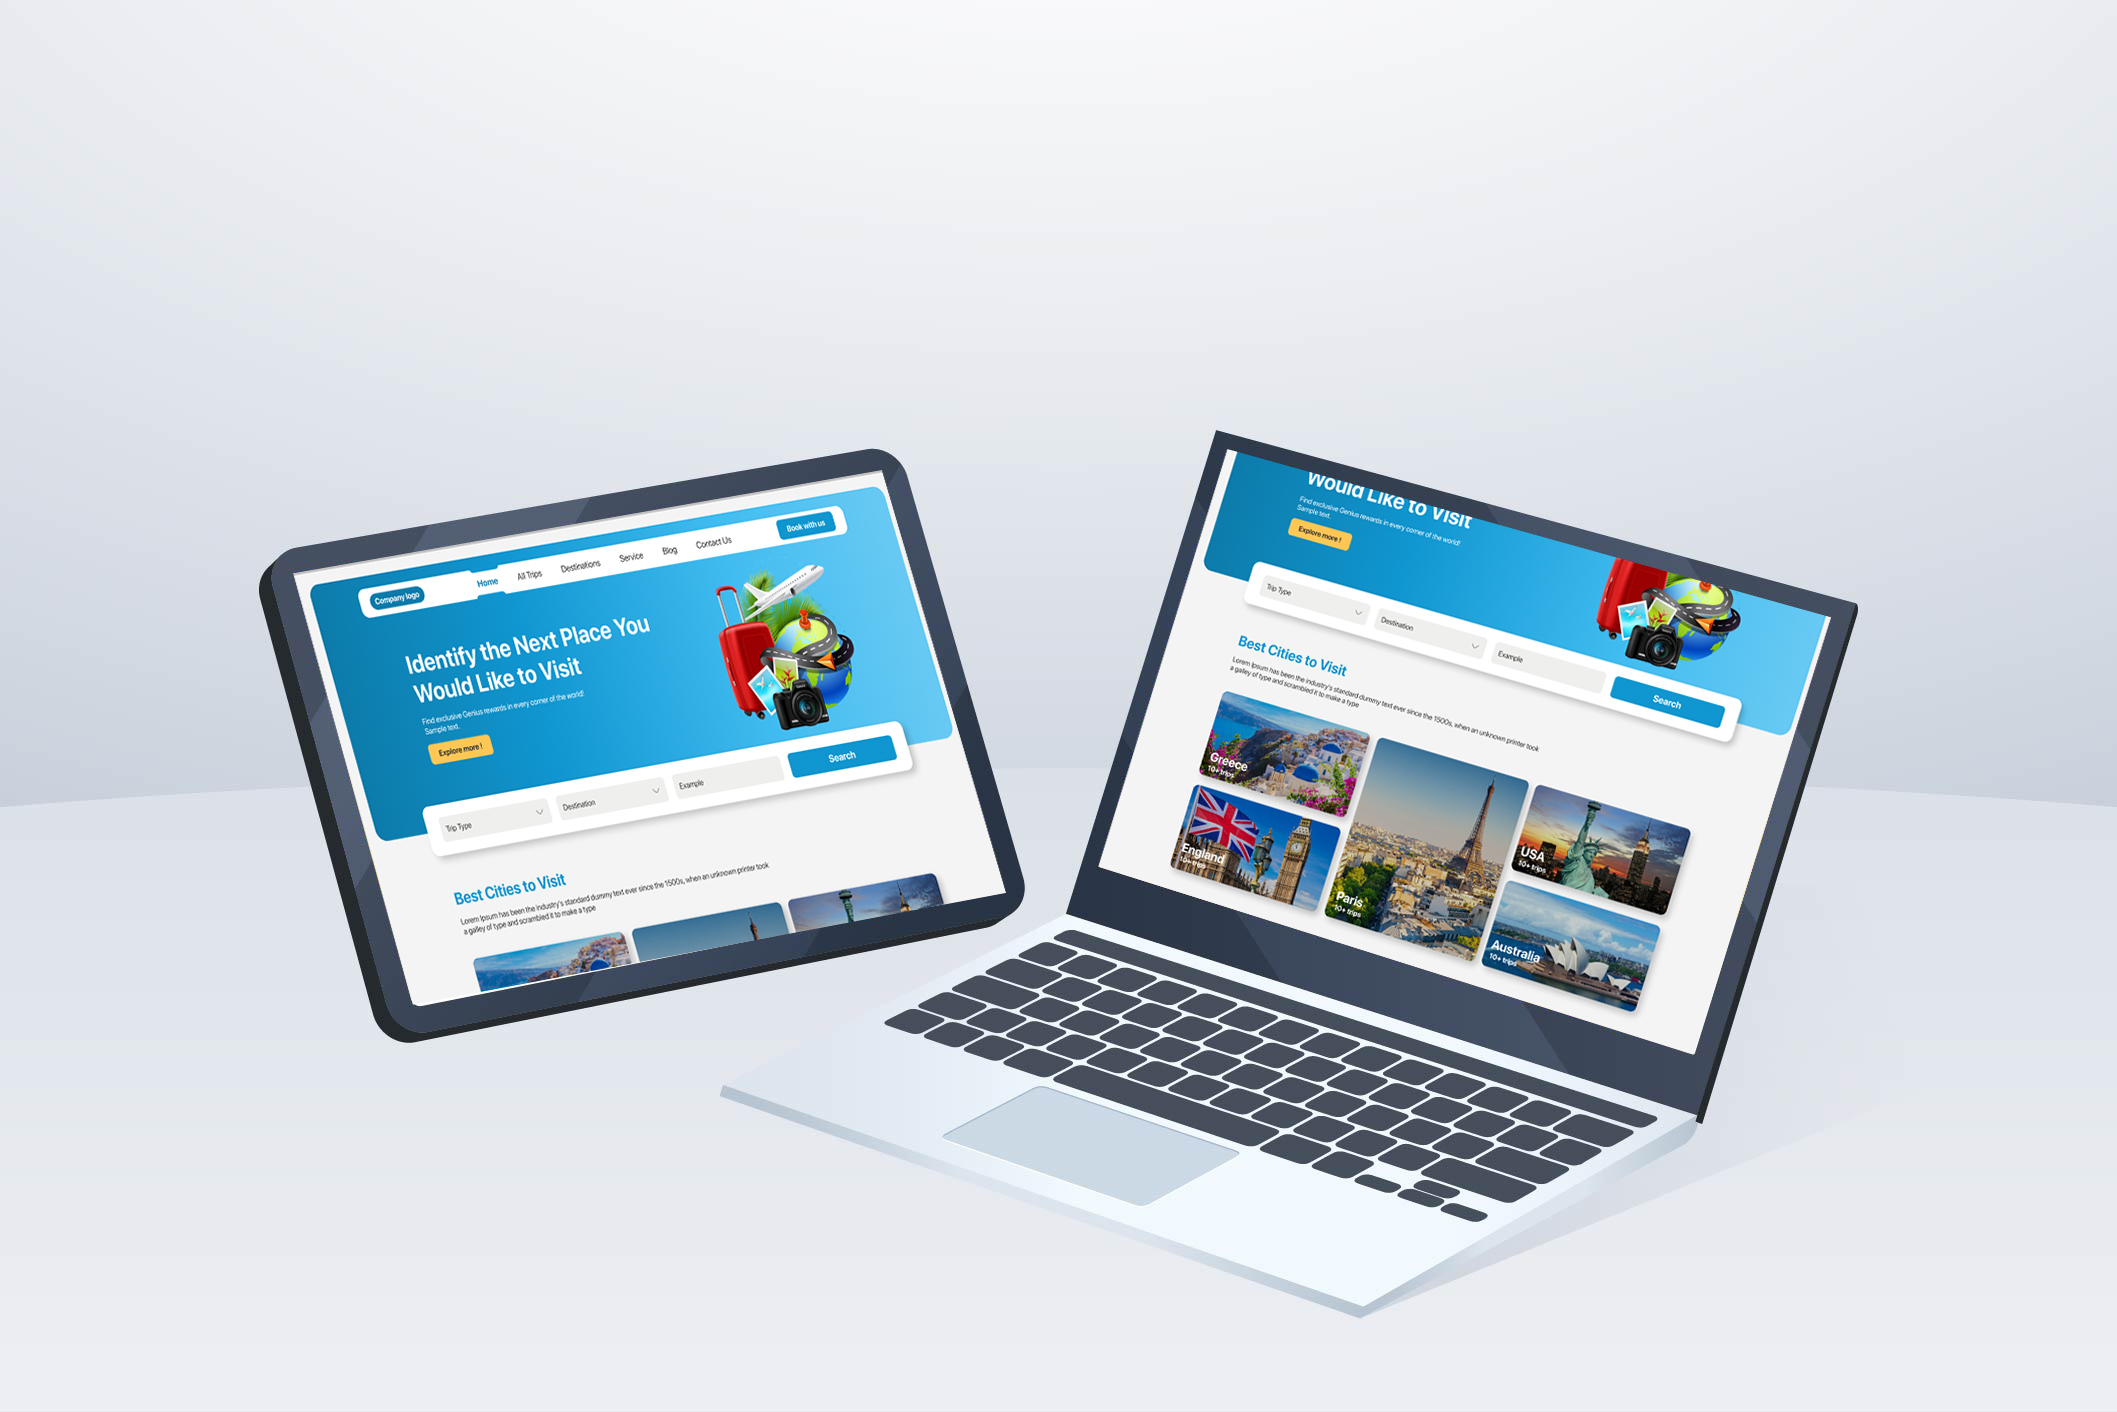 Company logo
Home
All Trips
Destinations
Service
Blog
Contact Us
Book with us
Identify the Next Place You
Would Like to Visit
Find exclusive Genius rewards in every corner of the world!
Sample text.
Explore more !
Trip Type
Destination
Example
Search
Best Cities to Visit
Lorem Ipsum has been the industry's standard dummy text ever since the 1500s, when an unknown printer took
a galley of type and scrambled it to make a type
Would Like to Visit
Find exclusive Genius rewards in every corner of the world!
Sample text.
Explore more !
Trip Type
Destination
Example
Search
Best Cities to Visit
Lorem Ipsum has been the industry's standard dummy text ever since the 1500s, when an unknown printer took
a galley of type and scrambled it to make a type
Greece
10+ trips
England
10+ trips
Paris
10+ trips
USA
10+ trips
Australia
10+ trips